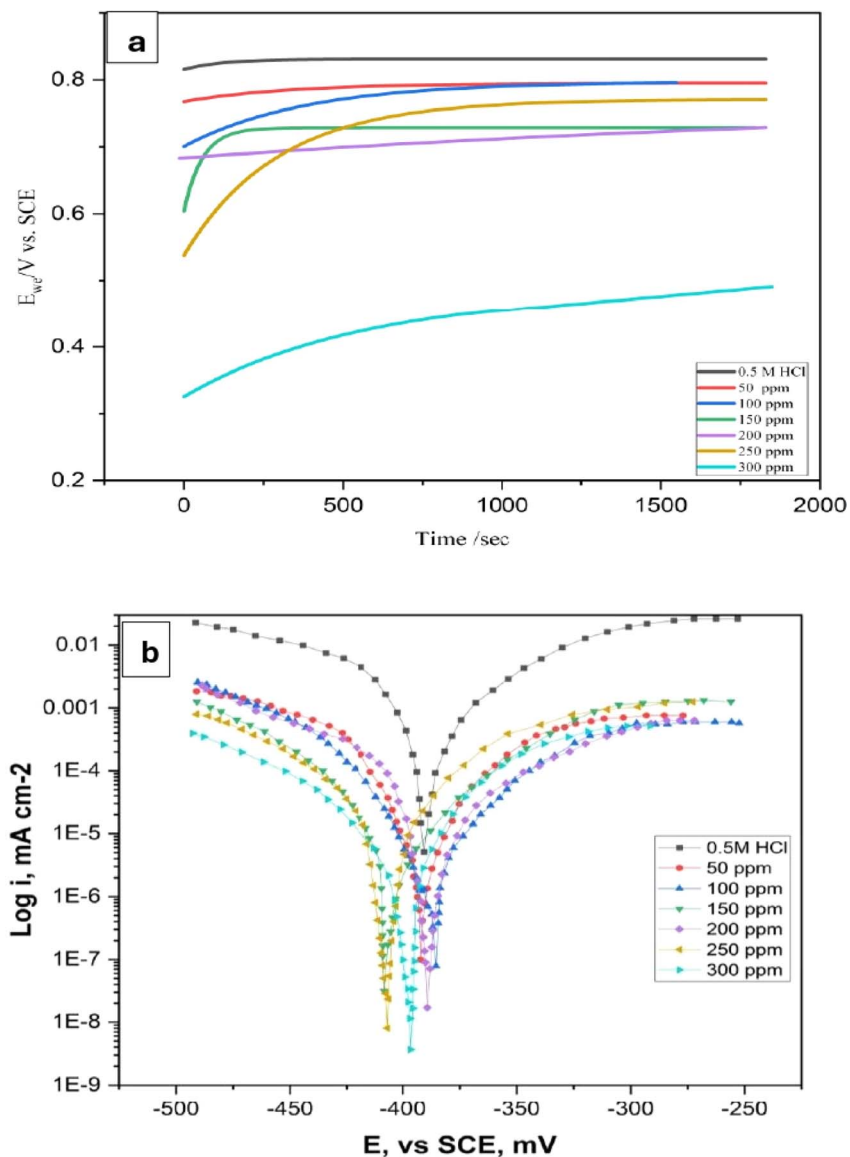 a
0.8
0.6
0.4
0.2
E_we/V vs. SCE
0.5 M HCl
50 ppm
100 ppm
150 ppm
200 ppm
250 ppm
300 ppm
0 500 1000 1500 2000
Time /sec
b
0.01
0.001
1E-4
1E-5
1E-6
1E-7
1E-8
1E-9
Log i, mA cm-2
0.5M HCl
50 ppm
100 ppm
150 ppm
200 ppm
250 ppm
300 ppm
-500 -450 -400 -350 -300 -250
E, vs SCE, mV